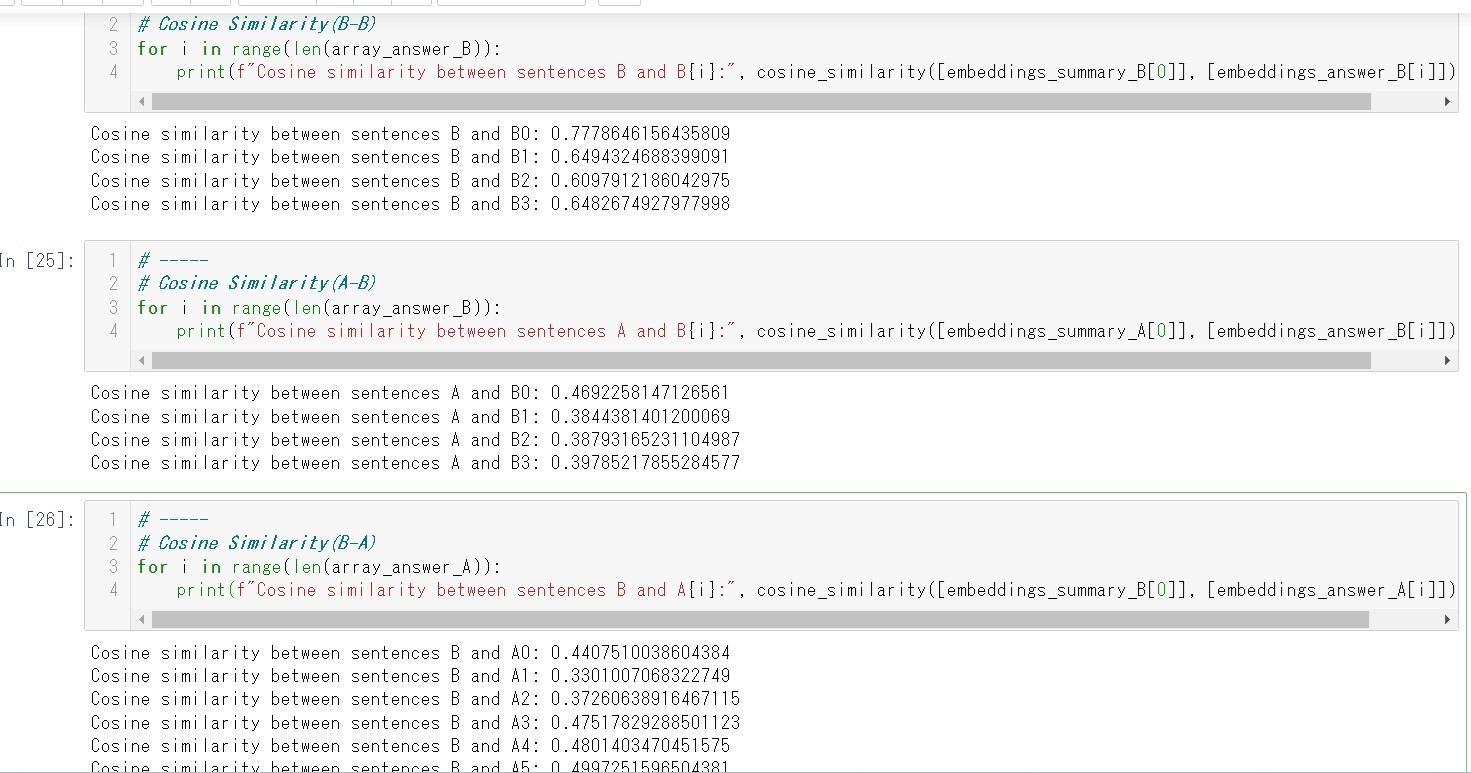 2 # Cosine Similarity(B-B)
3 for i in range(len(array_answer_B)):
4 print(f"Cosine similarity between sentences B and B{i}:", cosine_similarity([embeddings_summary_B[0]], [embeddings_answer_B[i]])
Cosine similarity between sentences B and B0: 0.7778646156435809
Cosine similarity between sentences B and B1: 0.6494324688399091
Cosine similarity between sentences B and B2: 0.6097912186042975
Cosine similarity between sentences B and B3: 0.6482674927977998
In [25]:
1 # -----
2 # Cosine Similarity(A-B)
3 for i in range(len(array_answer_B)):
4 print(f"Cosine similarity between sentences A and B{i}:", cosine_similarity([embeddings_summary_A[0]], [embeddings_answer_B[i]])
Cosine similarity between sentences A and B0: 0.4692258147126561
Cosine similarity between sentences A and B1: 0.3844381401200069
Cosine similarity between sentences A and B2: 0.38793165231104987
Cosine similarity between sentences A and B3: 0.39785217855284577
In [26]:
1 # -----
2 # Cosine Similarity(B-A)
3 for i in range(len(array_answer_A)):
4 print(f"Cosine similarity between sentences B and A{i}:", cosine_similarity([embeddings_summary_B[0]], [embeddings_answer_A[i]])
Cosine similarity between sentences B and A0: 0.4407510038604384
Cosine similarity between sentences B and A1: 0.3301007068322749
Cosine similarity between sentences B and A2: 0.37260638916467115
Cosine similarity between sentences B and A3: 0.47517829288501123
Cosine similarity between sentences B and A4: 0.4801403470451575
Cosine similarity between sentences B and A5: 0.4997251596504381